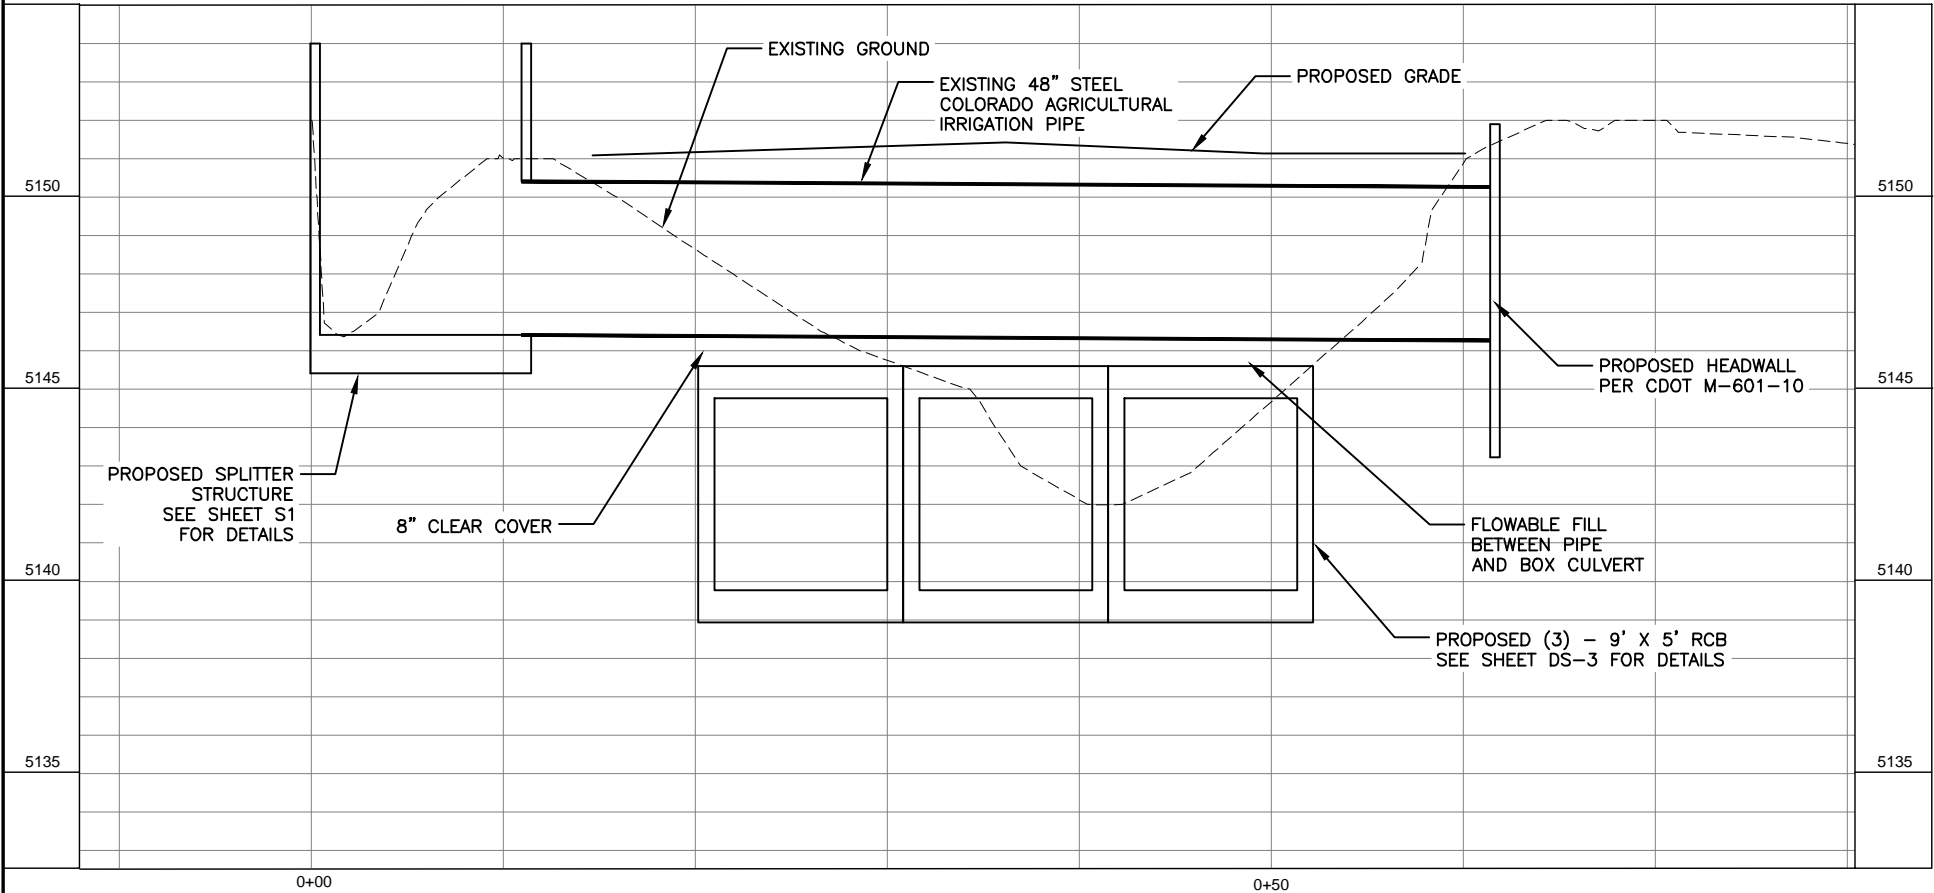 EXISTING GROUND
EXISTING 48" STEEL
COLORADO AGRICULTURAL
IRRIGATION PIPE
PROPOSED GRADE
5150
5150
5145
5145
PROPOSED HEADWALL
PER CDOT M-601-10
PROPOSED SPLITTER
STRUCTURE
SEE SHEET S1
FOR DETAILS
8" CLEAR COVER
FLOWABLE FILL
BETWEEN PIPE
AND BOX CULVERT
5140
5140
PROPOSED (3) - 9' X 5' RCB
SEE SHEET DS-3 FOR DETAILS
5135
5135
0+00
0+50